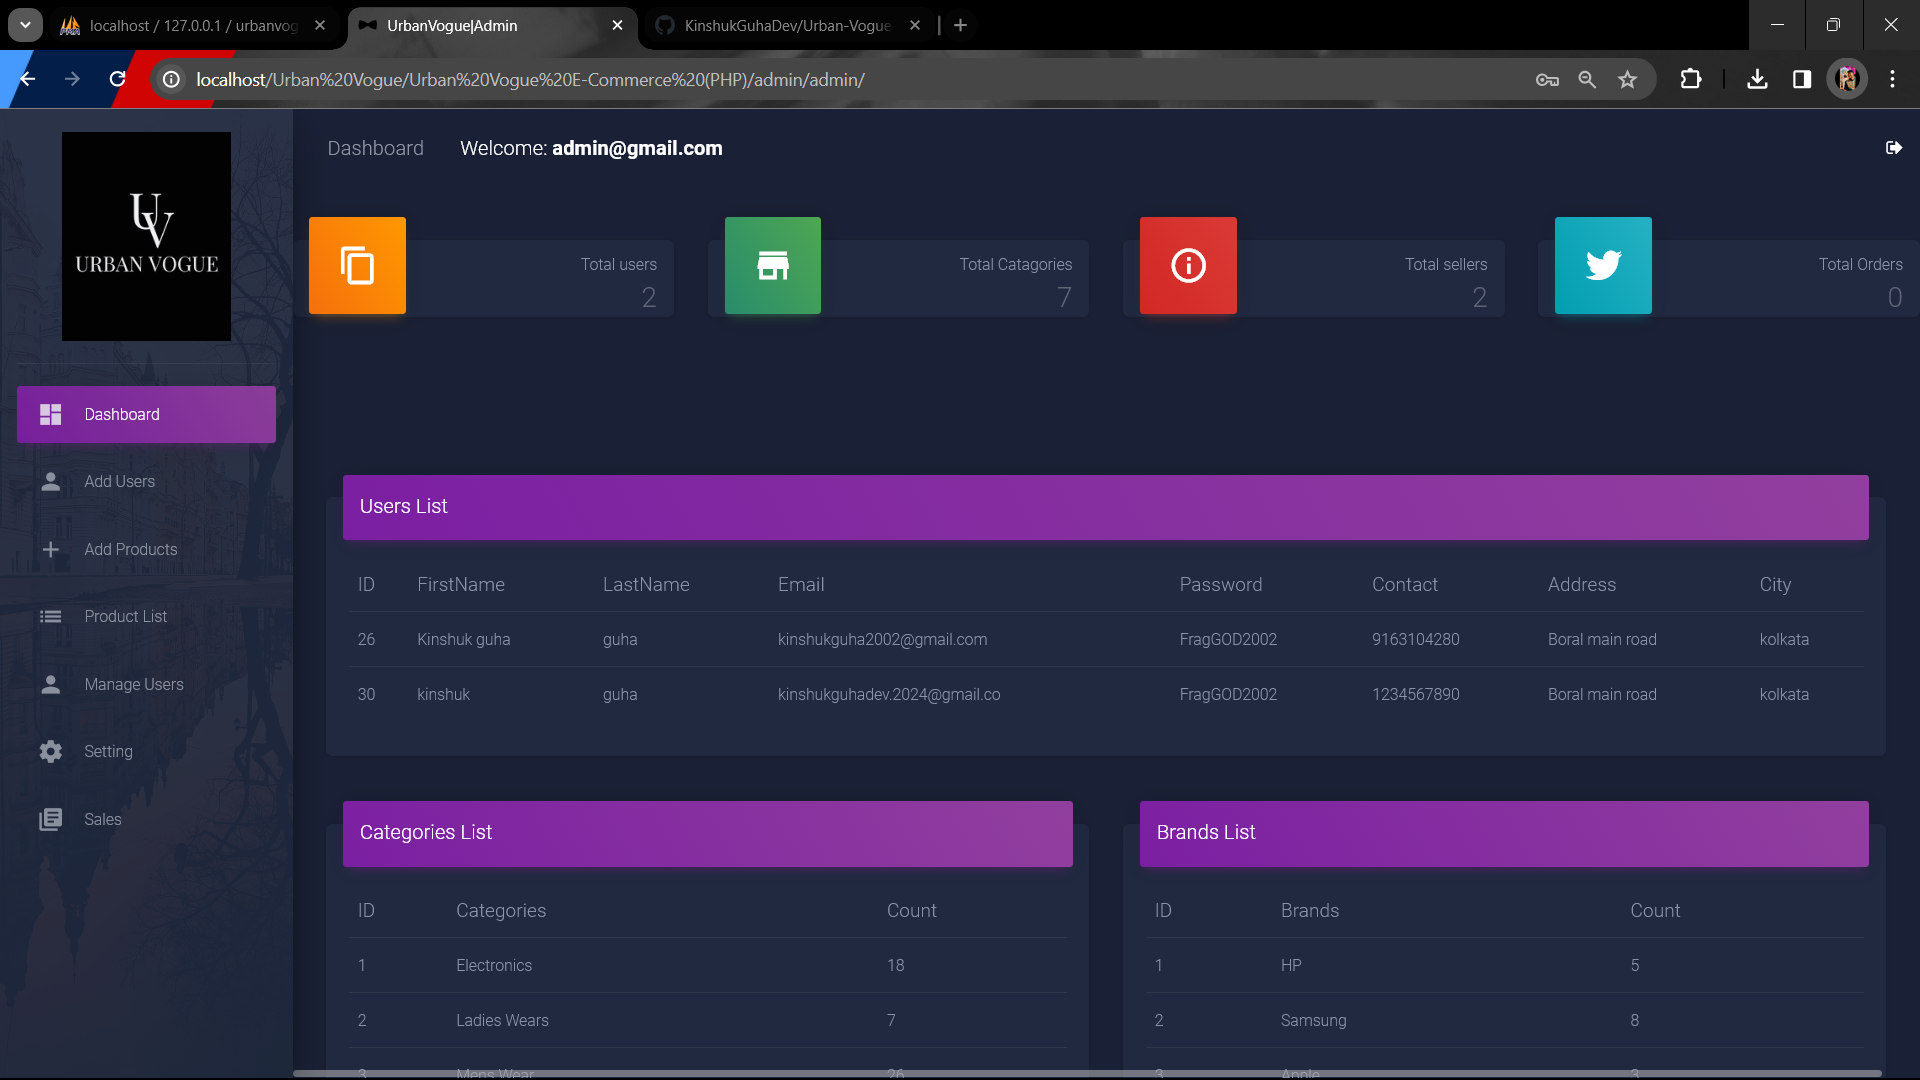 localhost / 127.0.0.1 / urbanvog
UrbanVogue|Admin
KinshukGuhaDev/Urban-Vogue
localhost/Urban%20Vogue/Urban%20Vogue%20E-Commerce%20(PHP)/admin/admin/
UV
URBAN VOGUE
Dashboard
Add Users
Add Products
Product List
Manage Users
Setting
Sales
Dashboard Welcome: admin@gmail.com
Total users
2
Total Catagories
7
Total sellers
2
Total Orders
0
Users List
ID FirstName LastName Email Password Contact Address City
26 Kinshuk guha guha kinshukguha2002@gmail.com FragGOD2002 9163104280 Boral main road kolkata
30 kinshuk guha kinshukguhadev.2024@gmail.co FragGOD2002 1234567890 Boral main road kolkata
Categories List
ID Categories Count
1 Electronics 18
2 Ladies Wears 7
3 Mens Wear 26
Brands List
ID Brands Count
1 HP 5
2 Samsung 8
3 Apple 3